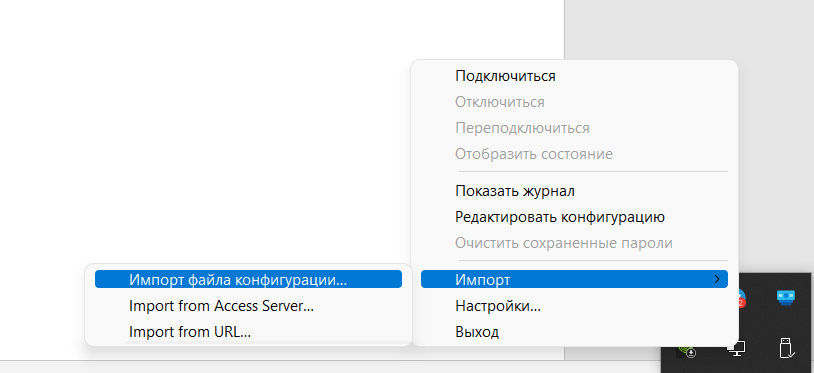 Подключиться
Отключиться
Переподключиться
Отобразить состояние
Показать журнал
Редактировать конфигурацию
Очистить сохраненные пароли
Импорт
Настройки...
Выход
Импорт файла конфигурации...
Import from Access Server...
Import from URL...